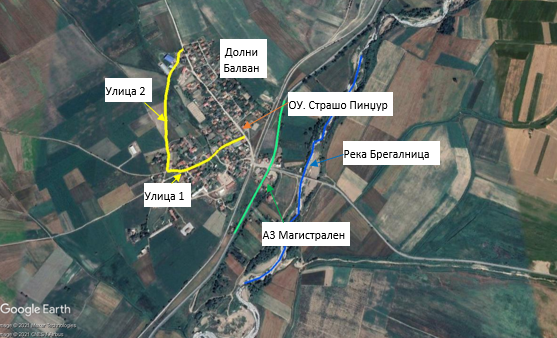 Долни
Балван
Улица 2
ОУ. Страшо Пинџур
Река Брегалница
Улица 1
А3 Магистрален
Google Earth